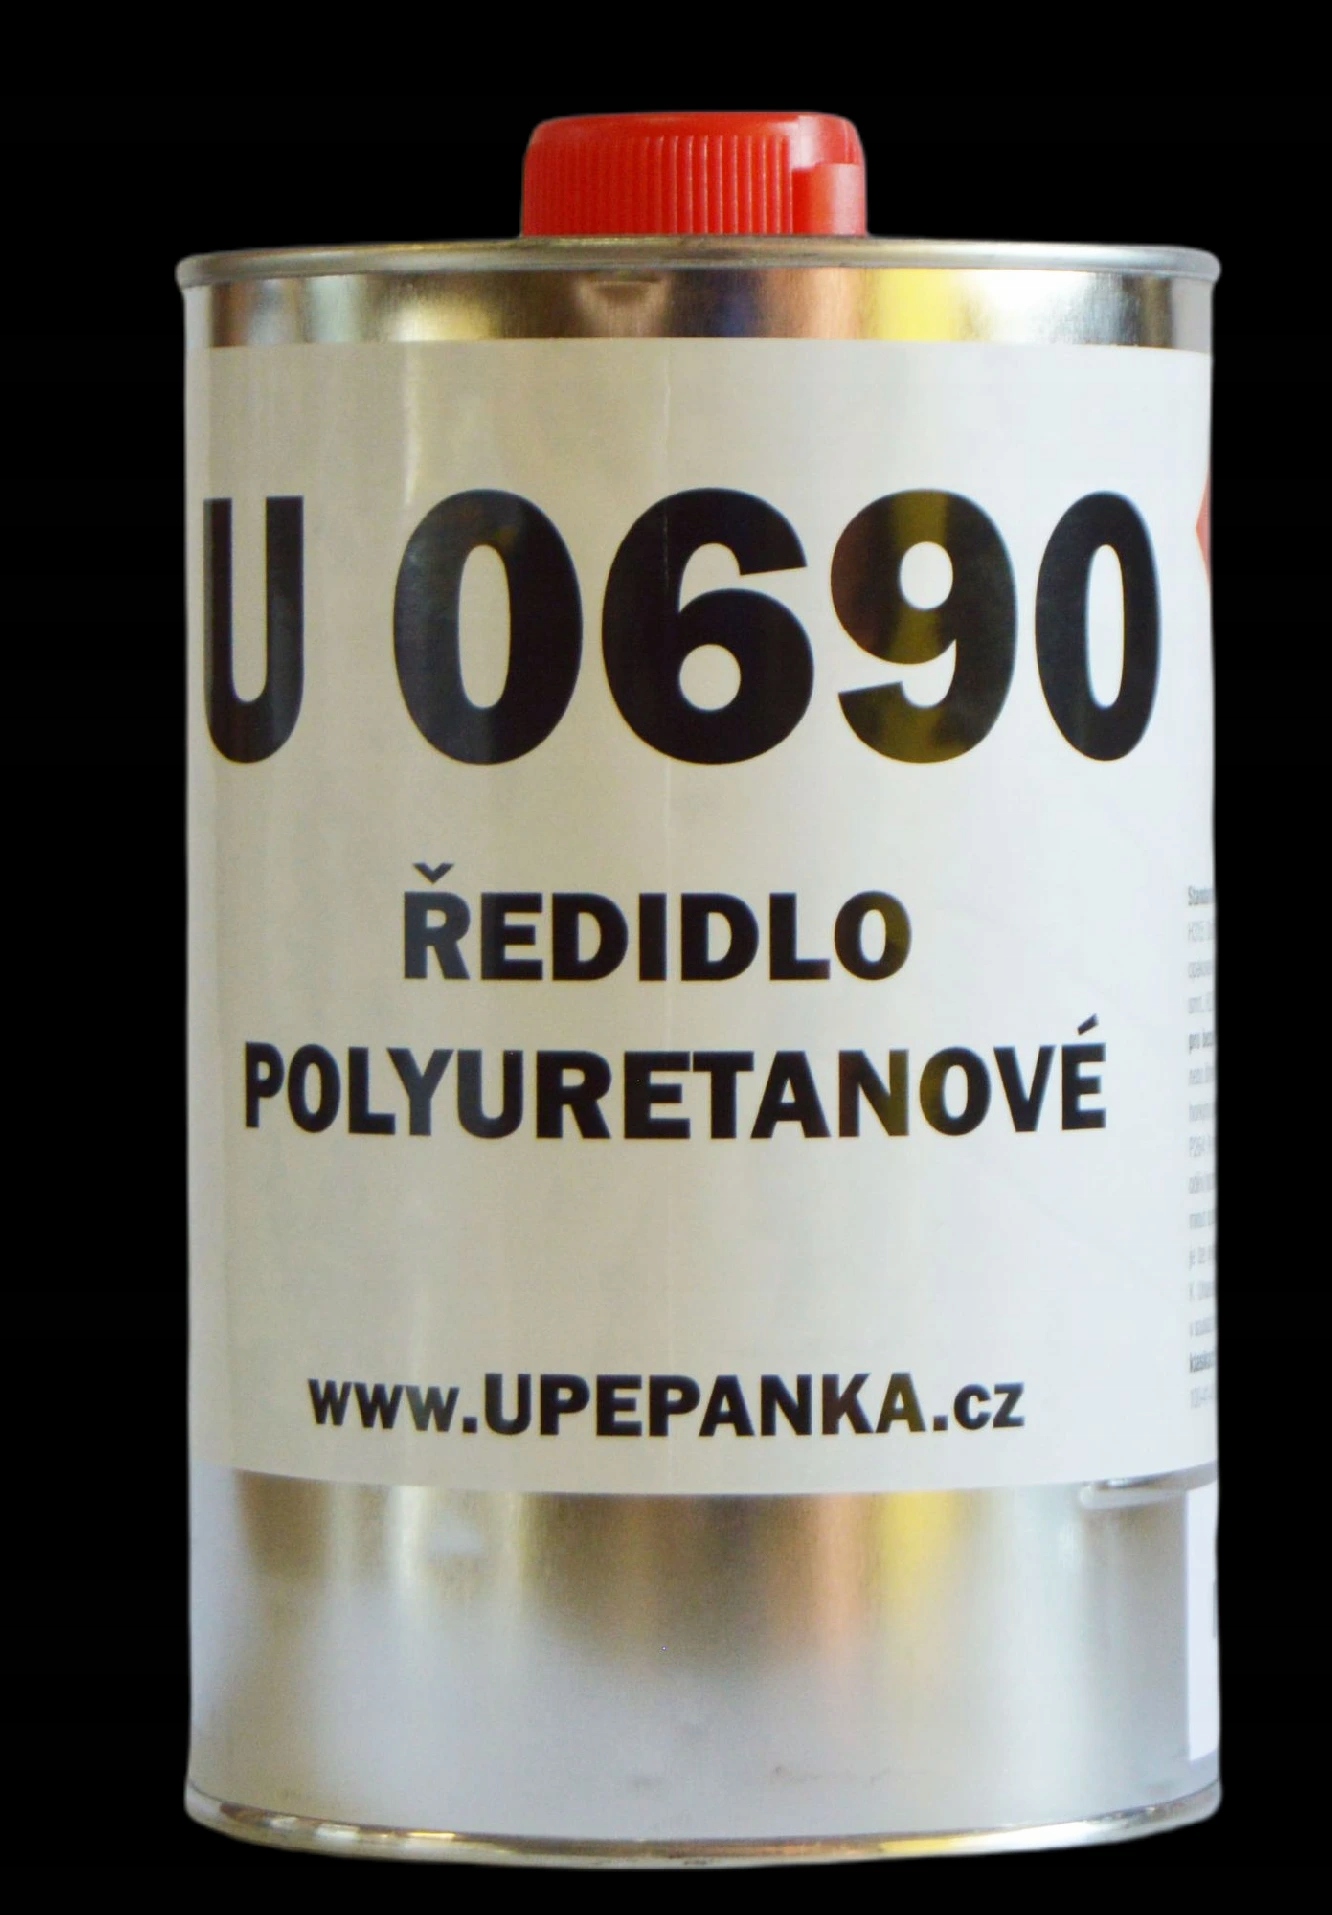 U 0690
ŘEDIDLO
POLYURETANOVÉ
www.UPEPANKA.cz